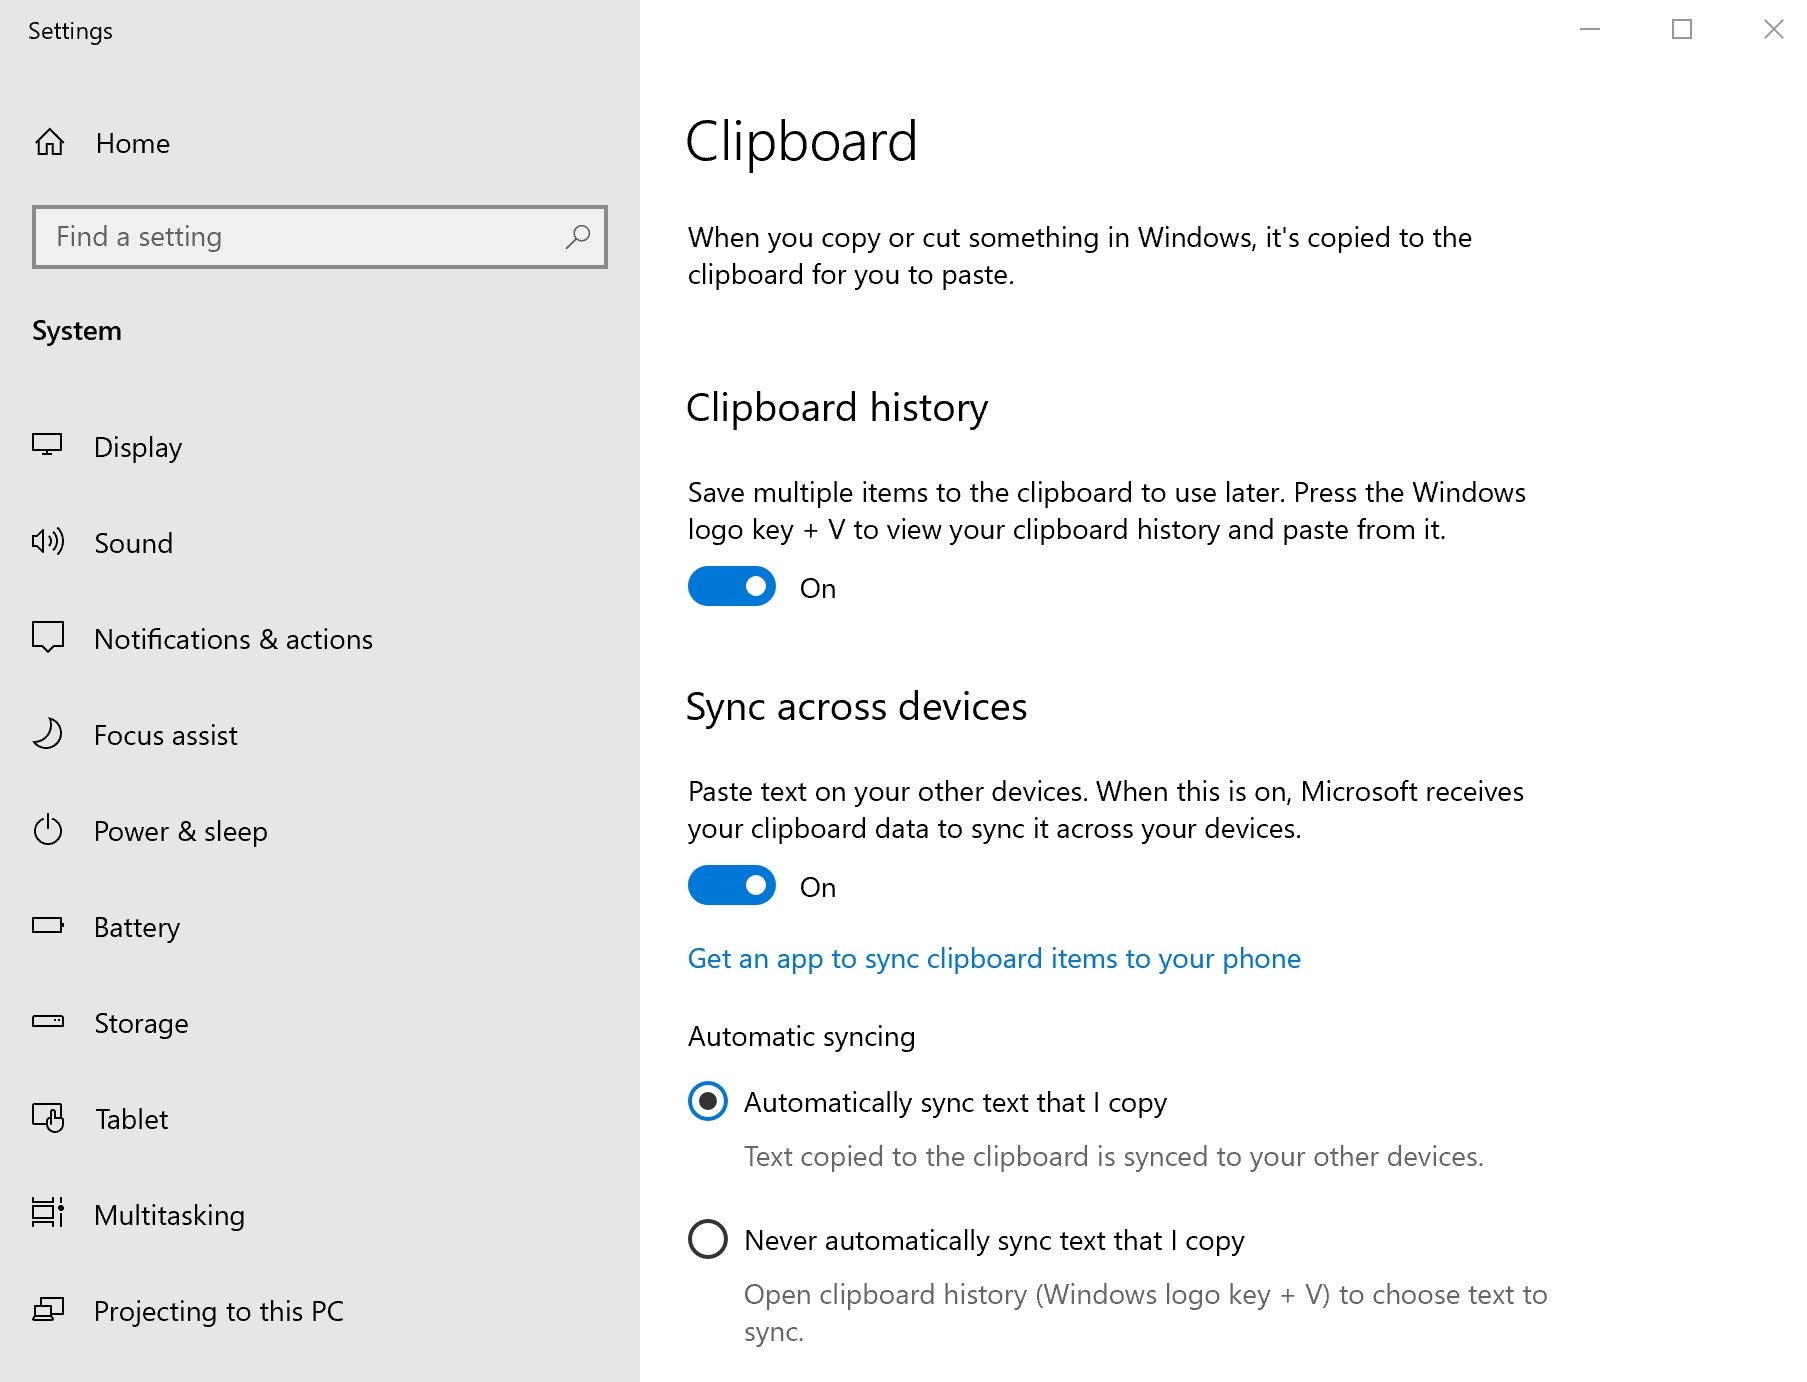 Settings
Home
Find a setting
System
Display
Sound
Notifications & actions
Focus assist
Power & sleep
Battery
Storage
Tablet
Multitasking
Projecting to this PC
Clipboard
When you copy or cut something in Windows, it's copied to the
clipboard for you to paste.
Clipboard history
Save multiple items to the clipboard to use later. Press the Windows
logo key + V to view your clipboard history and paste from it.
On
Sync across devices
Paste text on your other devices. When this is on, Microsoft receives
your clipboard data to sync it across your devices.
On
Get an app to sync clipboard items to your phone
Automatic syncing
Automatically sync text that I copy
Text copied to the clipboard is synced to your other devices.
Never automatically sync text that I copy
Open clipboard history (Windows logo key + V) to choose text to
sync.